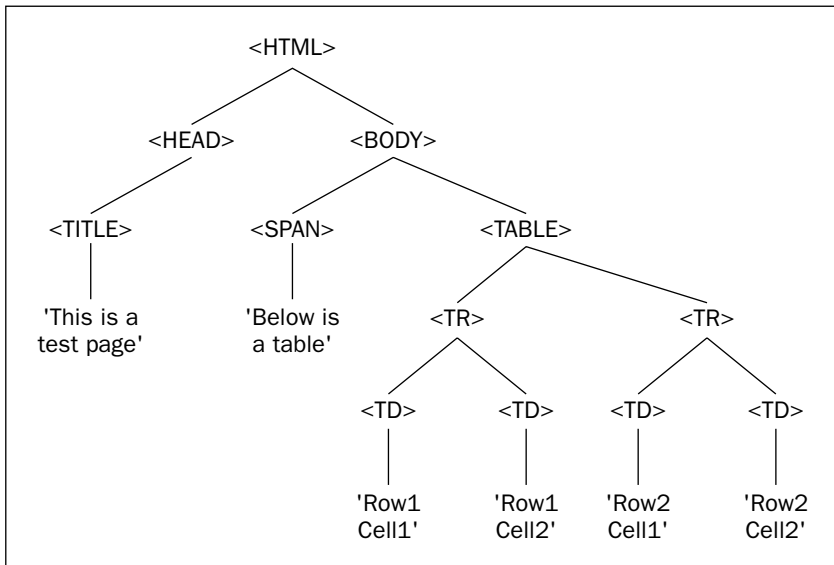 <HTML>
<HEAD> <BODY>
<TITLE> <SPAN> <TABLE>
'This is a
test page'
'Below is
a table'
<TR> <TR>
<TD> <TD> <TD> <TD>
'Row1
Cell1'
'Row1
Cell2'
'Row2
Cell1'
'Row2
Cell2'